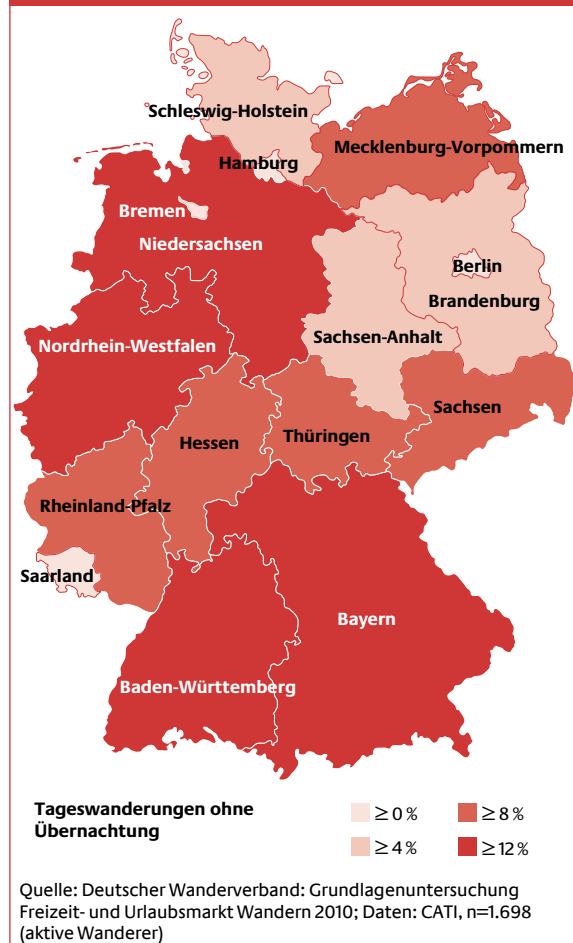 Schleswig-Holstein
Mecklenburg-Vorpommern
Hamburg
Bremen
Niedersachsen
Berlin
Brandenburg
Sachsen-Anhalt
Nordrhein-Westfalen
Sachsen
Thüringen
Hessen
Rheinland-Pfalz
Saarland
Bayern
Baden-Württemberg
Tageswanderungen ohne
Übernachtung
≥ 0 %
≥ 8 %
≥ 4 %
≥ 12 %
Quelle: Deutscher Wanderverband: Grundlagenuntersuchung
Freizeit- und Urlaubsmarkt Wandern 2010; Daten: CATI, n=1.698
(aktive Wanderer)